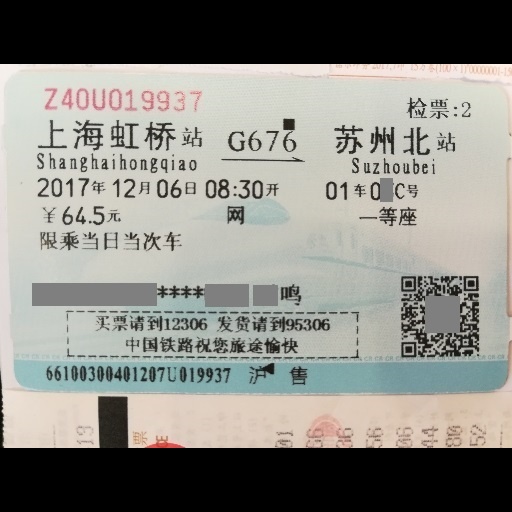 Z40U019937
检票:2
上海虹桥站 G676 苏州北站
Shanghaihongqiao Suzhoubei
2017年12月06日08:30开 01车0 C号
￥64.5元 网 一等座
限乘当日当次车
**** 鸣
买票请到12306 发货请到95306
中国铁路祝您旅途愉快
66100300401207U019937 沪 售